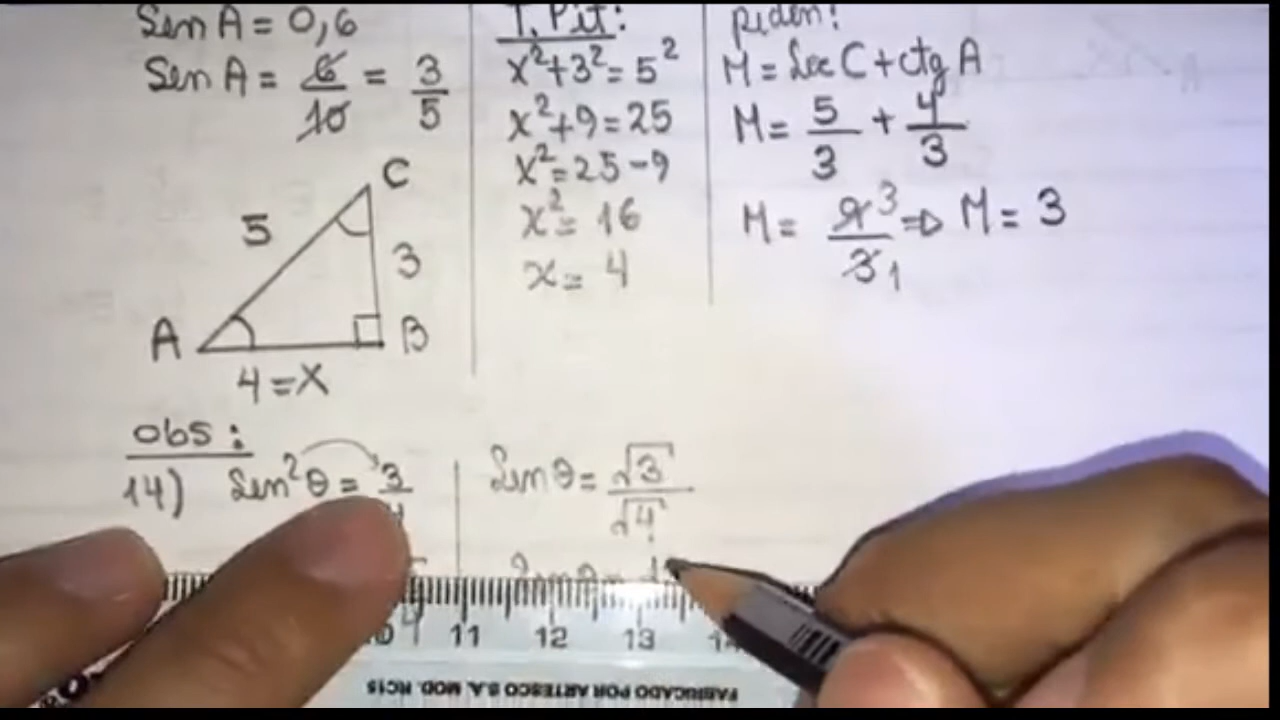 Sen A = 0,6
Sen A = 6/10 = 3/5
C
5
3
A
B
4 = X
T. Pit:
x² + 3² = 5²
x² + 9 = 25
x² = 25 - 9
x² = 16
x = 4
piden:
M = Sec C + ctg A
M = 5/3 + 4/3
M = 9/3 3 1 ⇒ M = 3
obs:
14) Sen² θ = 3/4
Sen θ = √3/√4
11 12 13 14
FABRICADO POR ARTESCO S.A. MOD. RC15